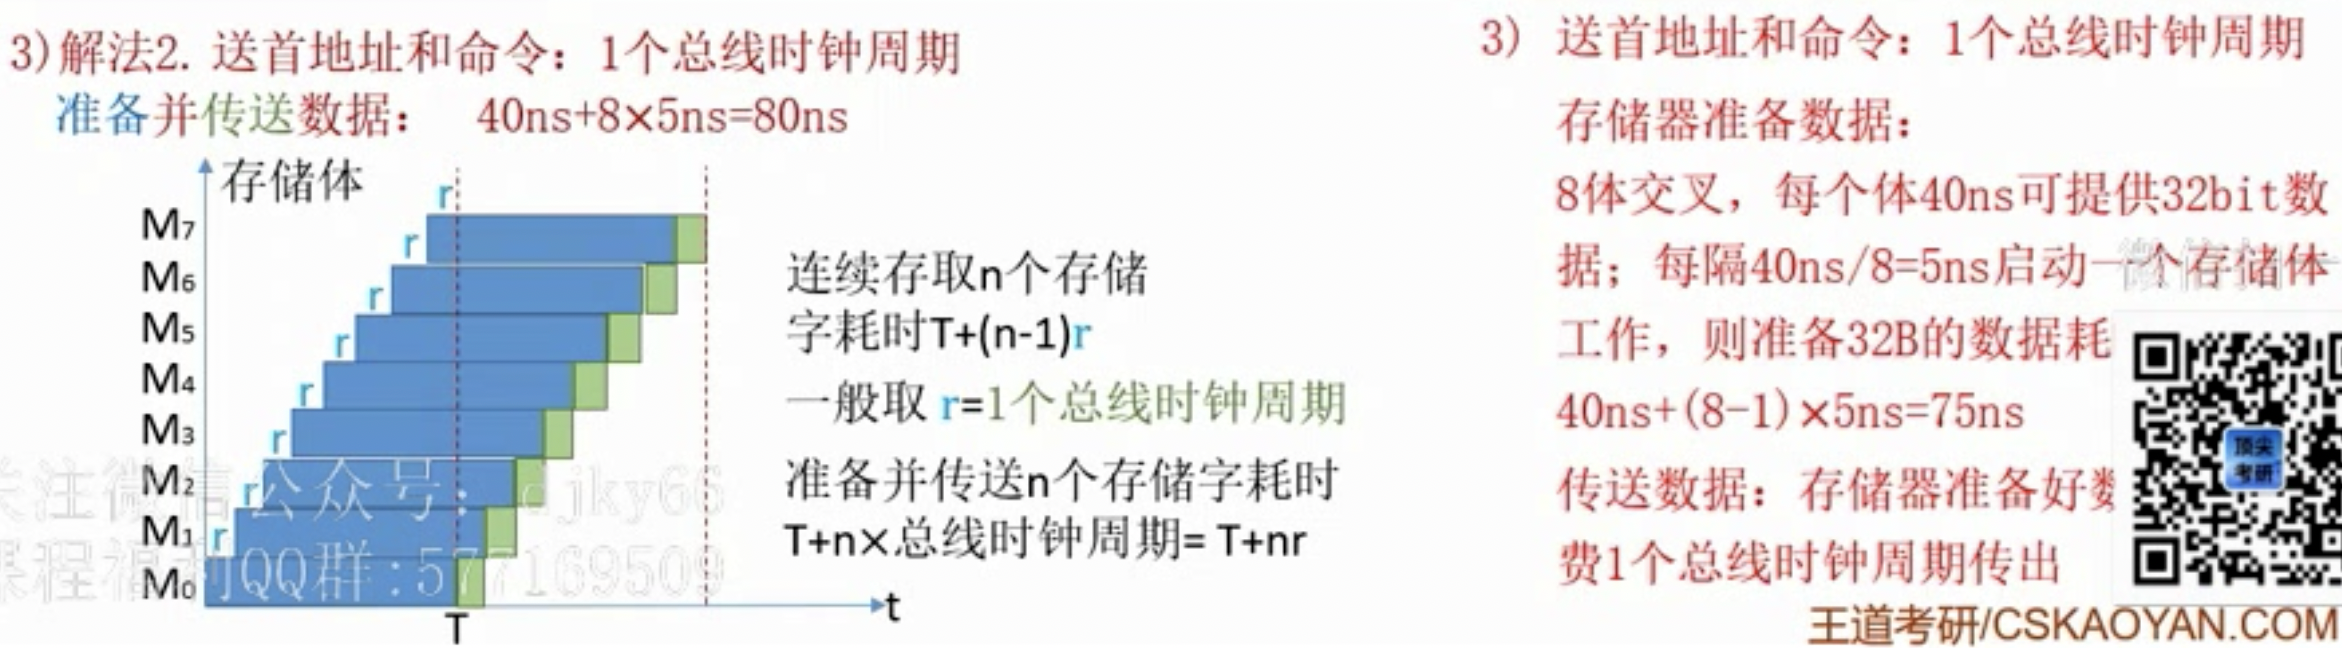 3)解法2. 送首地址和命令：1个总线时钟周期
准备并传送数据： 40ns+8×5ns=80ns
存储体
r
M7
r
M6
r
M5
r
M4
r
M3
r
M2
r
M1
r
M0
T
t
连续存取n个存储
字耗时T+(n-1)r
一般取 r=1个总线时钟周期
准备并传送n个存储字耗时
T+n×总线时钟周期= T+nr
关注微信公众号：djky66
课程福利QQ群:577169509
3) 送首地址和命令：1个总线时钟周期
存储器准备数据：
8体交叉，每个体40ns可提供32bit数
据；每隔40ns/8=5ns启动一个存储体
工作，则准备32B的数据耗
40ns+(8-1)×5ns=75ns
传送数据：存储器准备好数
费1个总线时钟周期传出
顶尖
考研
王道考研/CSKAOYAN.COM